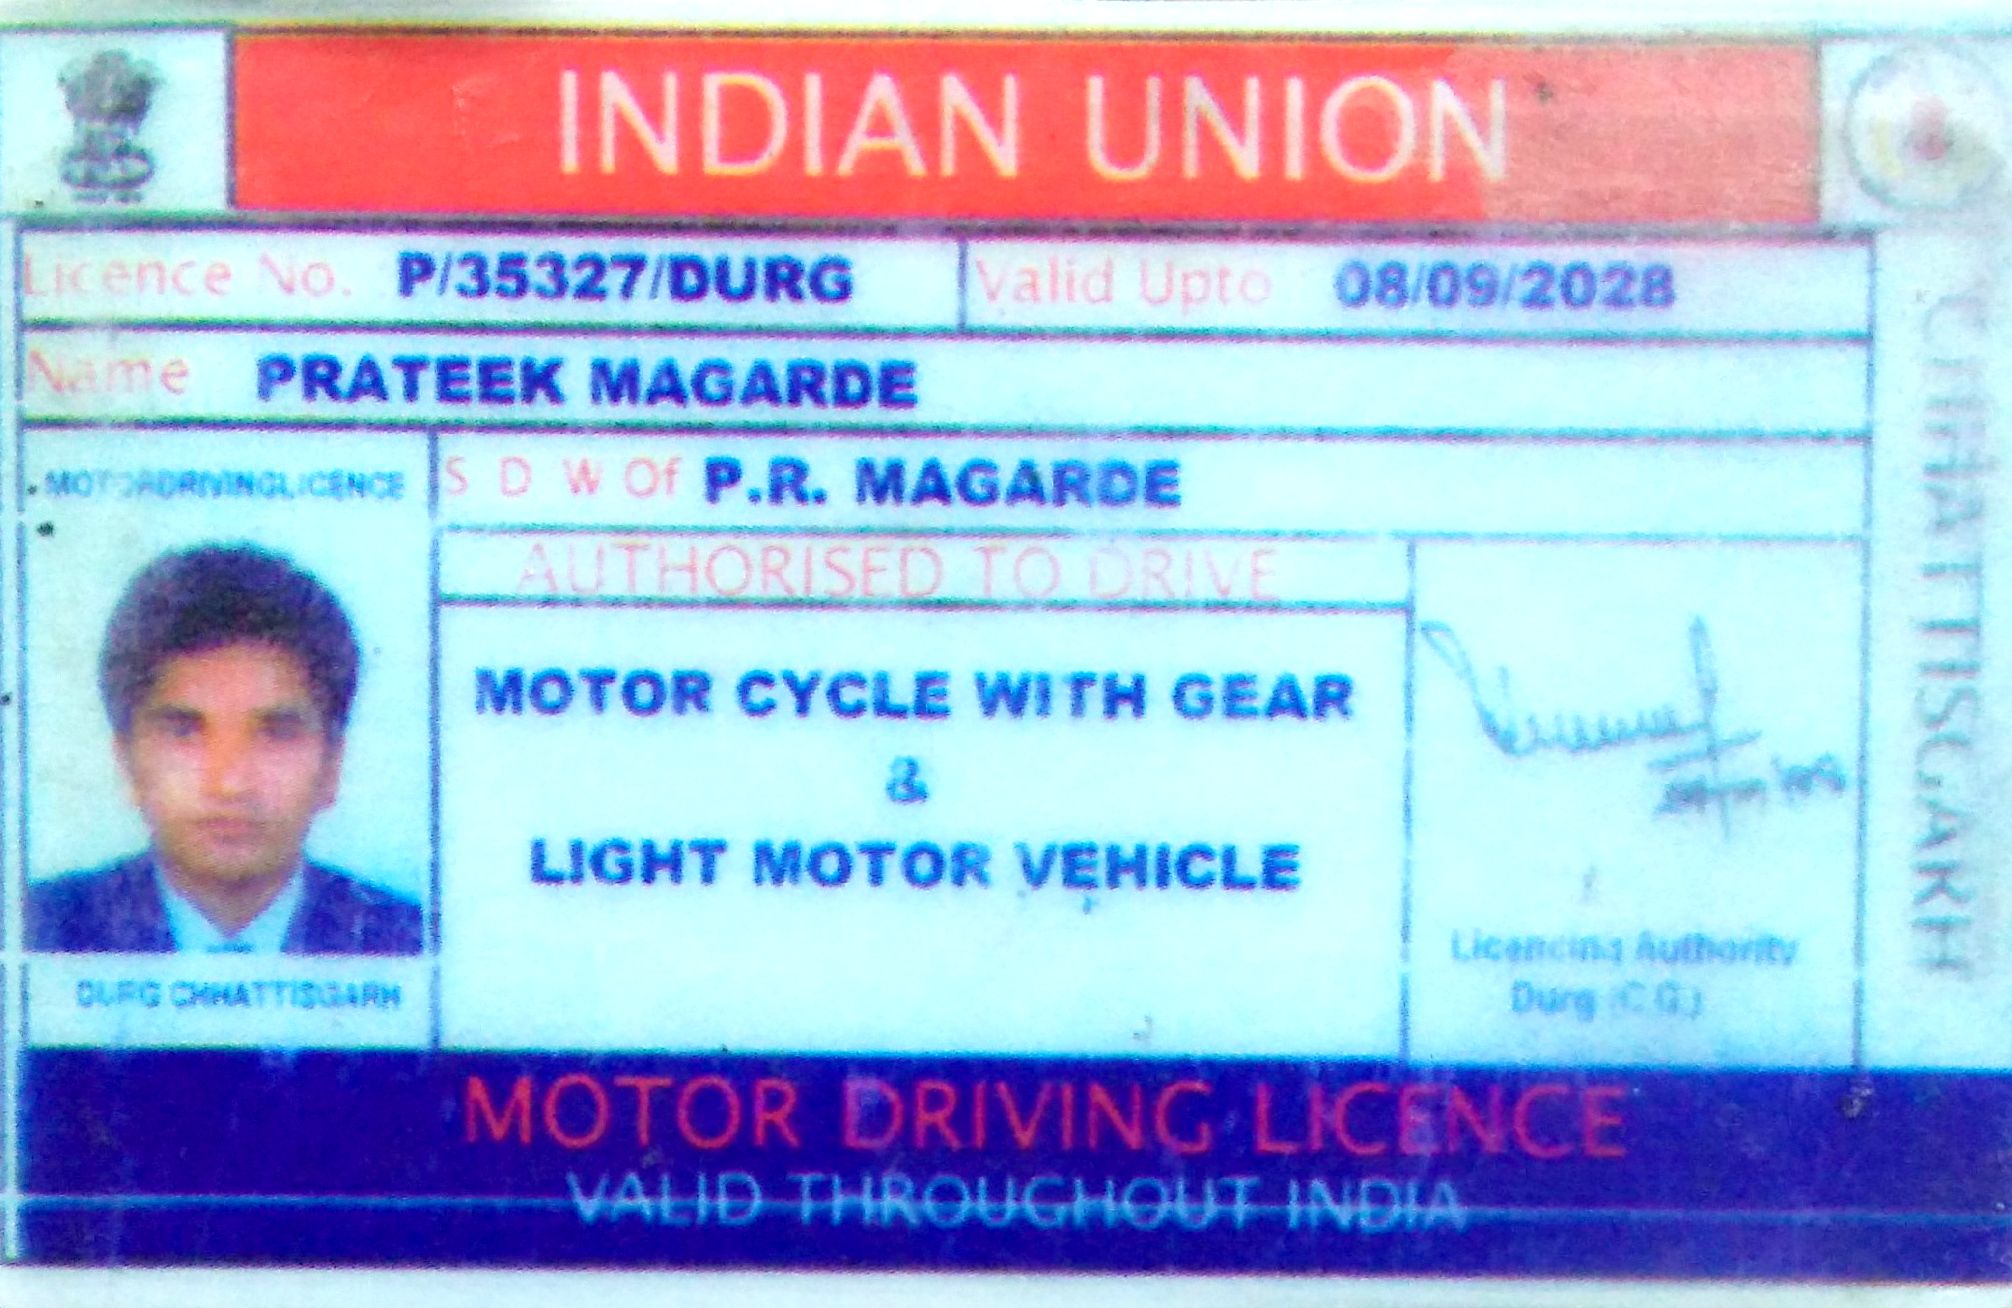 INDIAN UNION
Licence No. P/35327/DURG Valid Upto 08/09/2028
Name PRATEEK MAGARDE
MOTORDRIVINGLICENCE
S D W Of P.R. MAGARDE
AUTHORISED TO DRIVE
MOTOR CYCLE WITH GEAR
&
LIGHT MOTOR VEHICLE
Licencing Authority
Durg (C.G.)
DURG CHHATTISGARH
CHHATTISGARH
MOTOR DRIVING LICENCE
VALID THROUGHOUT INDIA